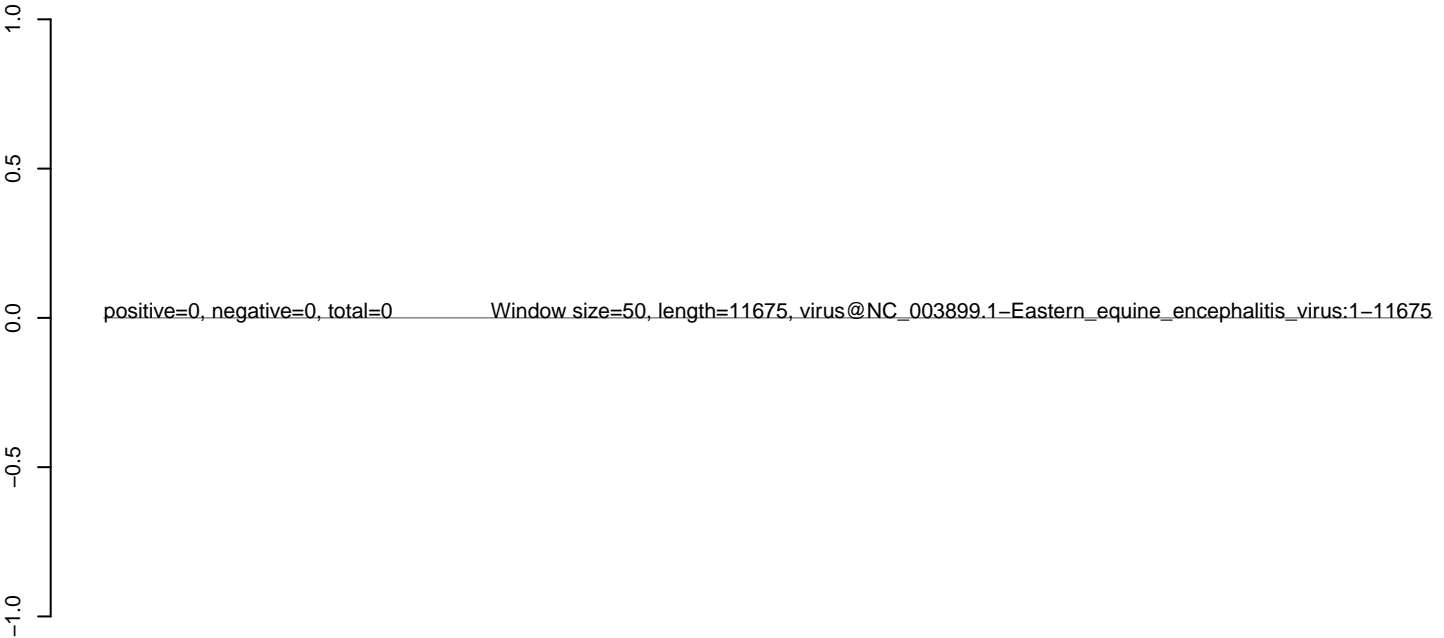 1.0
0.5
0.0
−0.5
−1.0
positive=0, negative=0, total=0
Window size=50, length=11675, virus@NC_003899.1−Eastern_equine_encephalitis_virus:1−11675